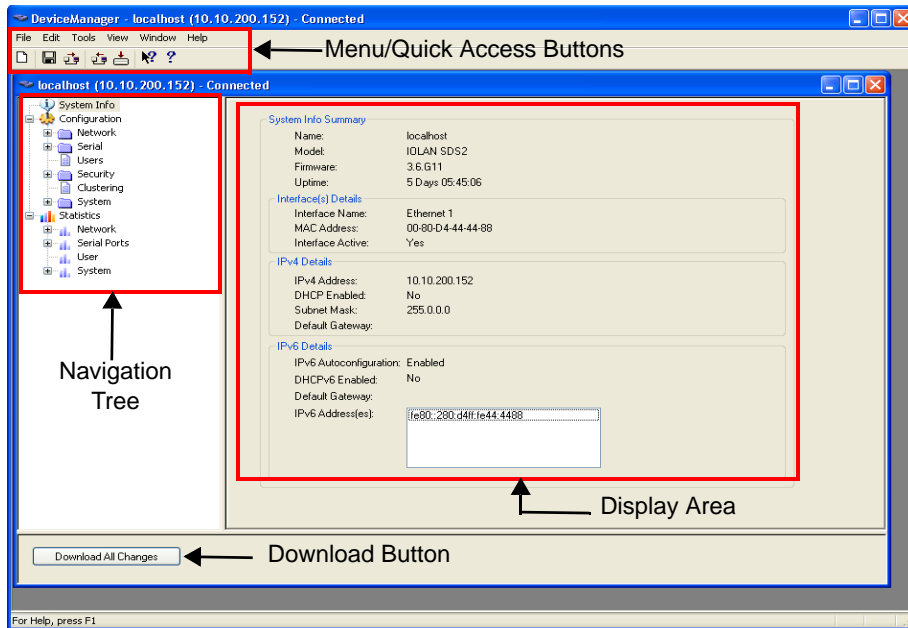 DeviceManager - localhost (10.10.200.152) - Connected
File Edit Tools View Window Help
Menu/Quick Access Buttons
localhost (10.10.200.152) - Connected
System Info
Configuration
Network
Serial
Users
Security
Clustering
System
Statistics
Network
Serial Ports
User
System
Navigation
Tree
System Info Summary
Name: localhost
Model: IOLAN SDS2
Firmware: 3.6.G11
Uptime: 5 Days 05:45:06
Interface(s) Details
Interface Name: Ethernet 1
MAC Address: 00-80-D4-44-44-88
Interface Active: Yes
IPv4 Details
IPv4 Address: 10.10.200.152
DHCP Enabled: No
Subnet Mask: 255.0.0.0
Default Gateway:
IPv6 Details
IPv6 Autoconfiguration: Enabled
DHCPv6 Enabled: No
Default Gateway:
IPv6 Address(es): fe80::280:d4ff:fe44:4488
Display Area
Download All Changes
Download Button
For Help, press F1